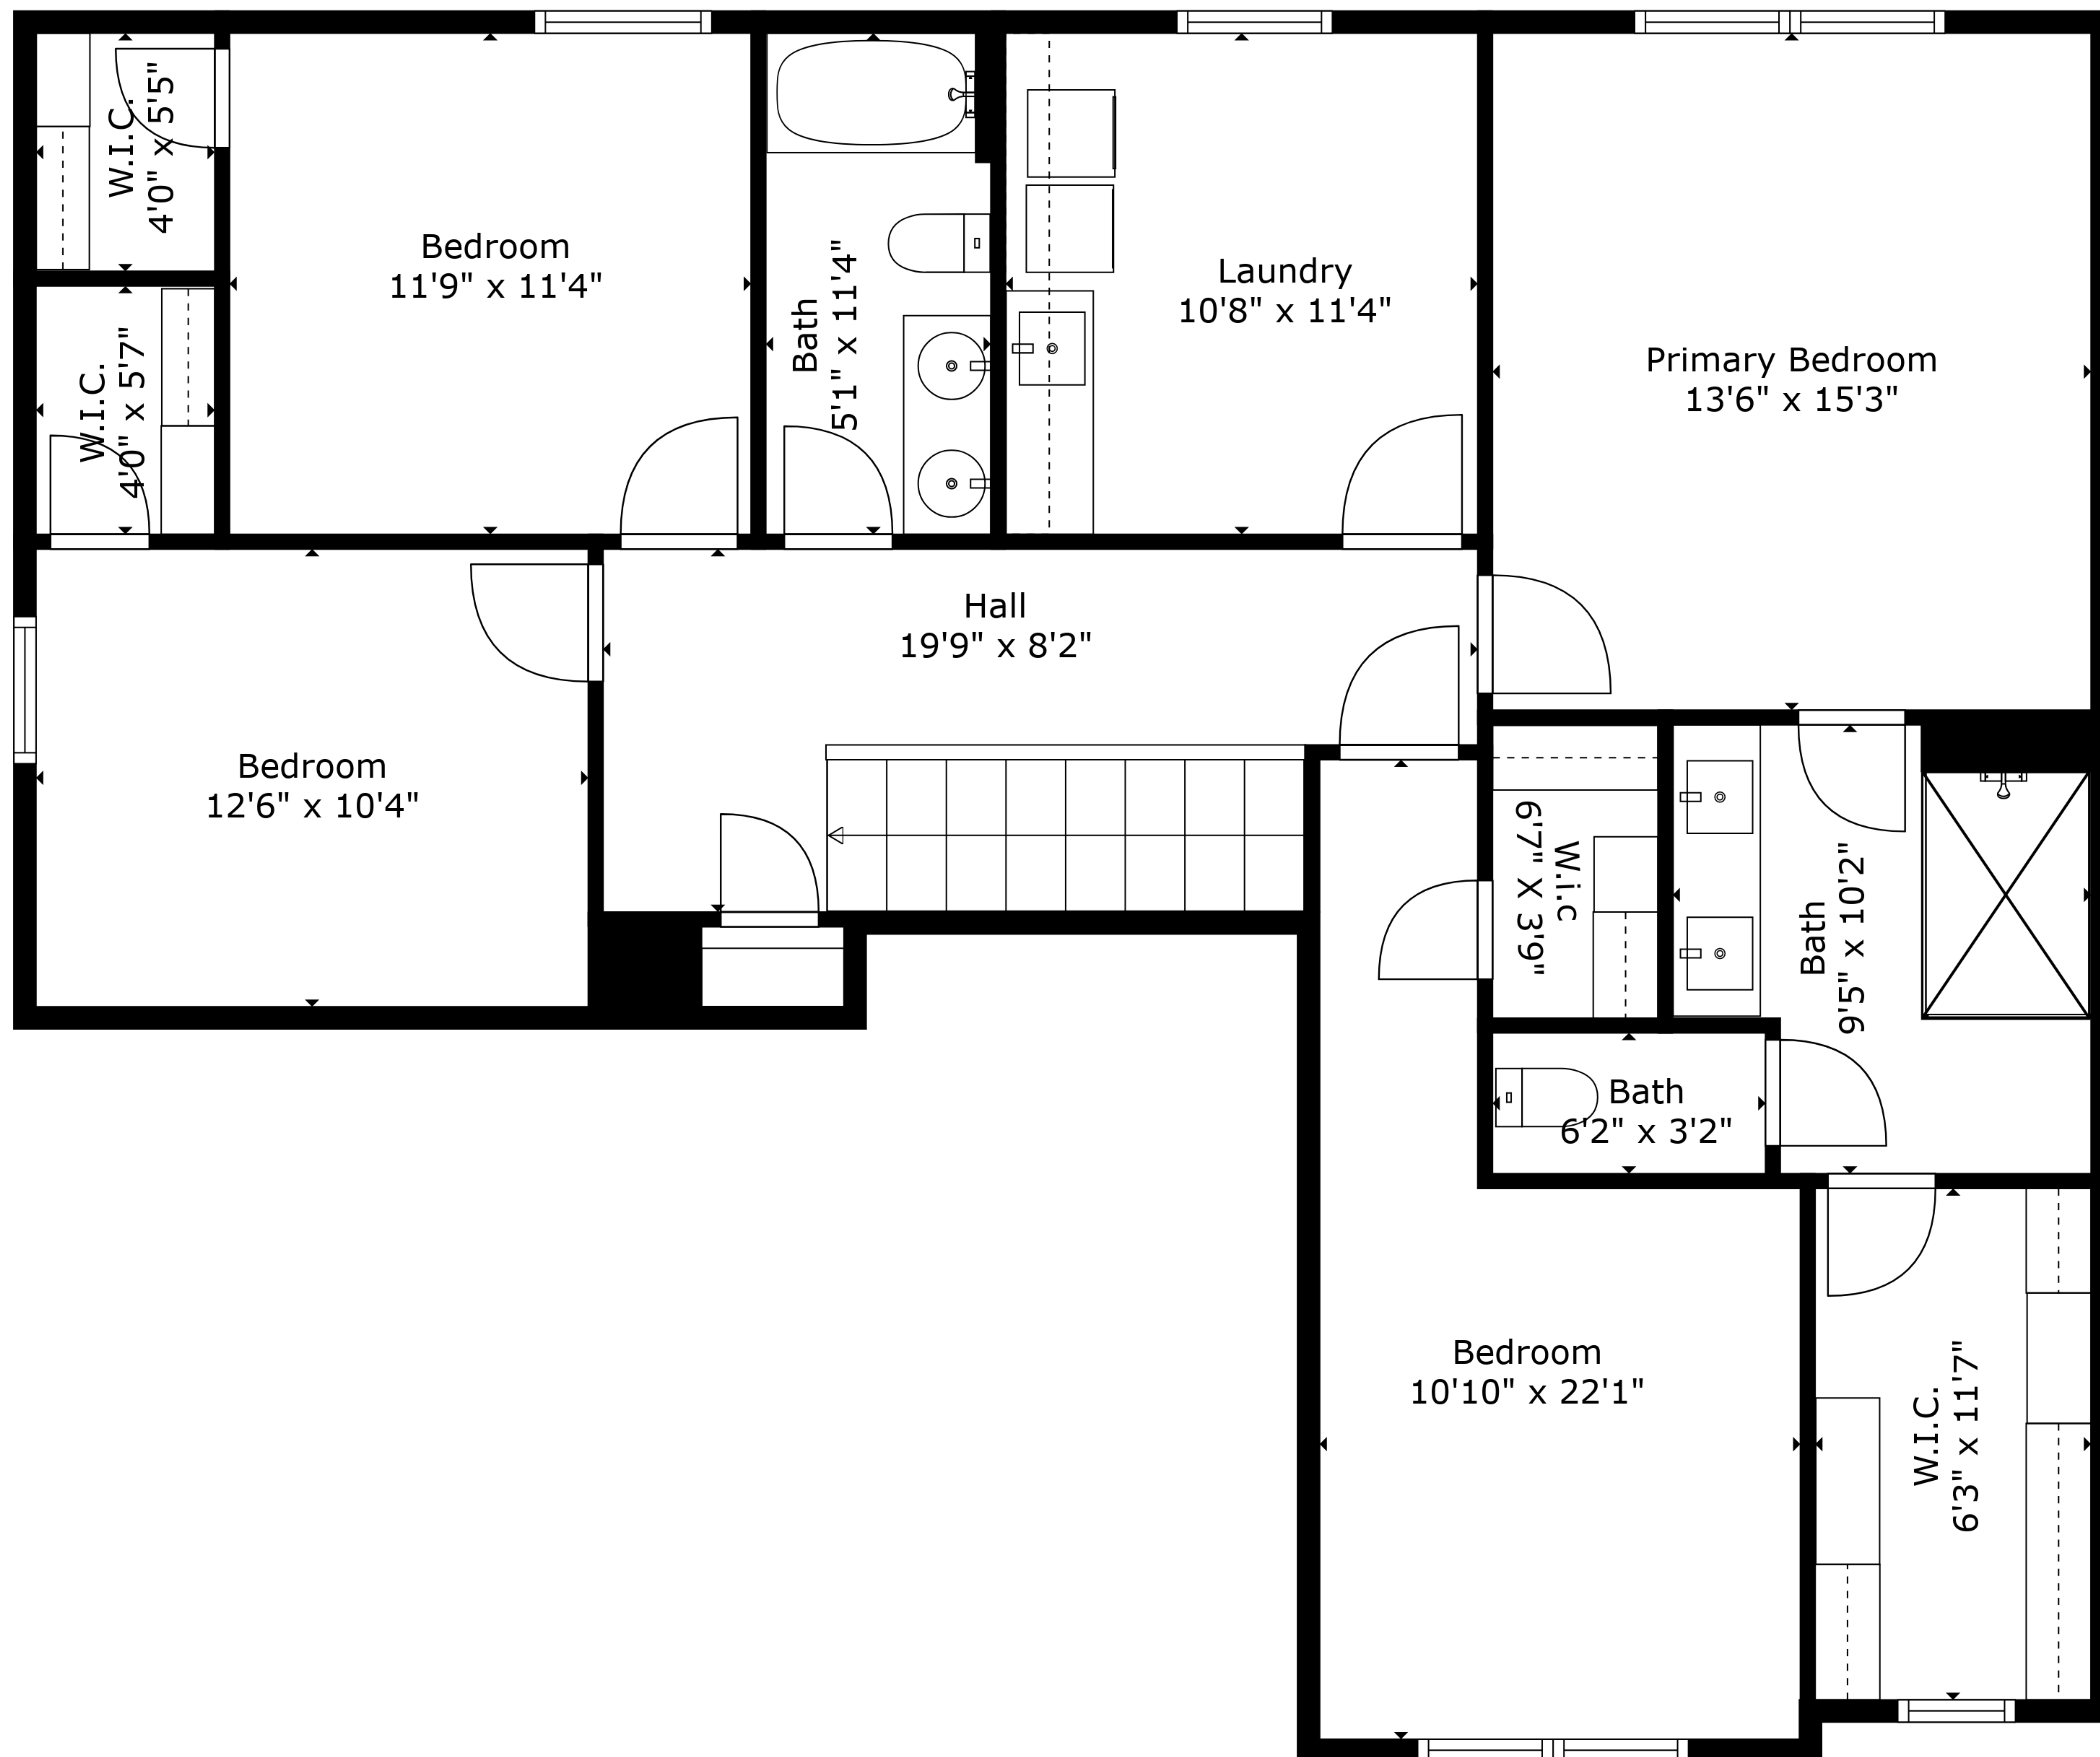 W.I.C.
4'0" x 5'5"
Bedroom
11'9" x 11'4"
Bath
5'1" x 11'4"
Laundry
10'8" x 11'4"
Primary Bedroom
13'6" x 15'3"
W.I.C.
4'0" x 5'7"
Hall
19'9" x 8'2"
Bedroom
12'6" x 10'4"
W.i.c
6'7" X 3'9"
Bath
9'5" x 10'2"
Bath
6'2" x 3'2"
Bedroom
10'10" x 22'1"
W.I.C.
6'3" x 11'7"